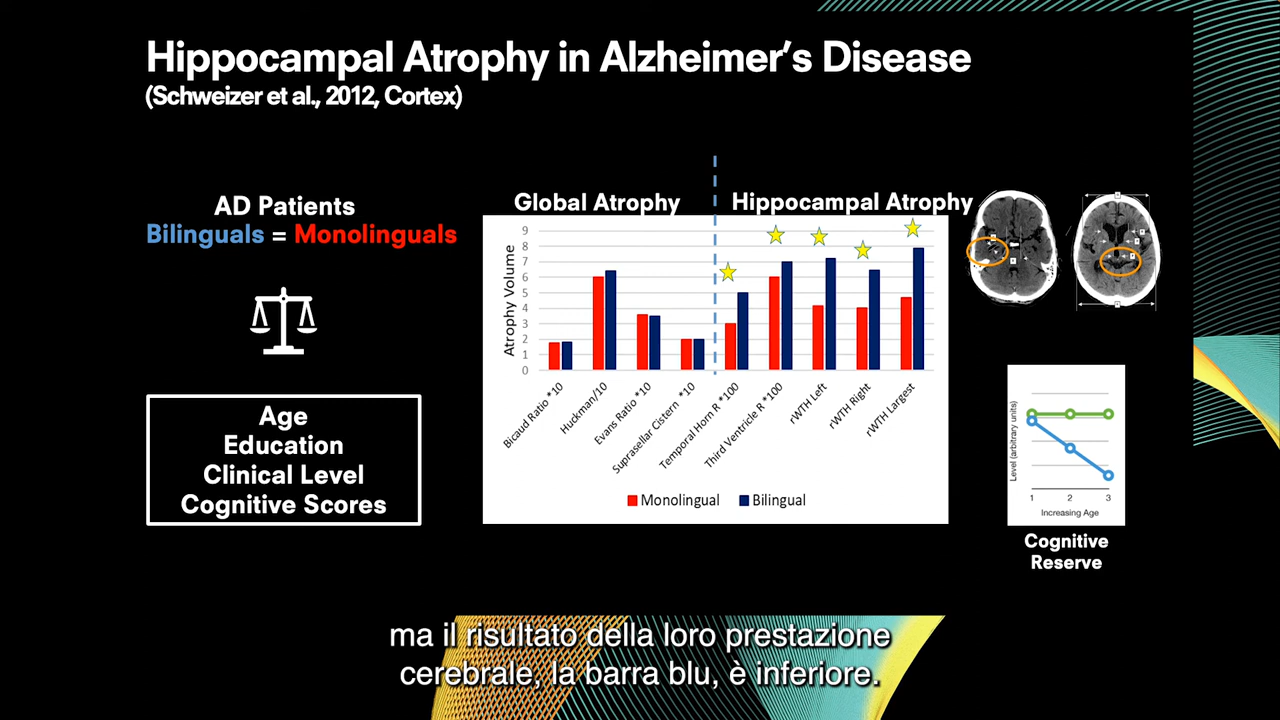 Hippocampal Atrophy in Alzheimer's Disease
(Schweizer et al., 2012, Cortex)
AD Patients
Bilinguals = Monolinguals
Age
Education
Clinical Level
Cognitive Scores
Global Atrophy
Hippocampal Atrophy
Atrophy Volume
9
8
7
6
5
4
3
2
1
0
Bicaud Ratio *10
Huckman/10
Evans Ratio *10
Suprasellar Cistern *10
Temporal Horn R *100
Third Ventricle R *100
rWTH Left
rWTH Right
rWTH Largest
Monolingual
Bilingual
Level (arbitrary units)
1 2 3
Increasing Age
Cognitive
Reserve
ma il risultato della loro prestazione
cerebrale, la barra blu, è inferiore.